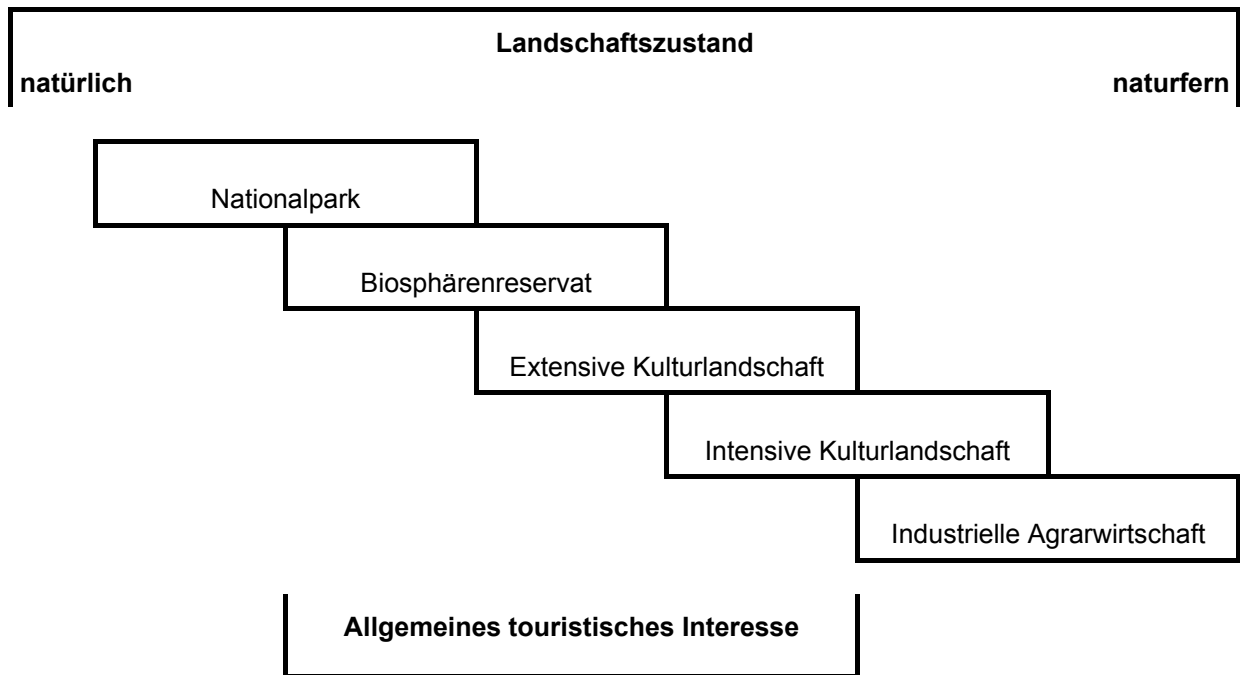 Landschaftszustand
natürlich naturfern
Nationalpark
Biosphärenreservat
Extensive Kulturlandschaft
Intensive Kulturlandschaft
Industrielle Agrarwirtschaft
Allgemeines touristisches Interesse